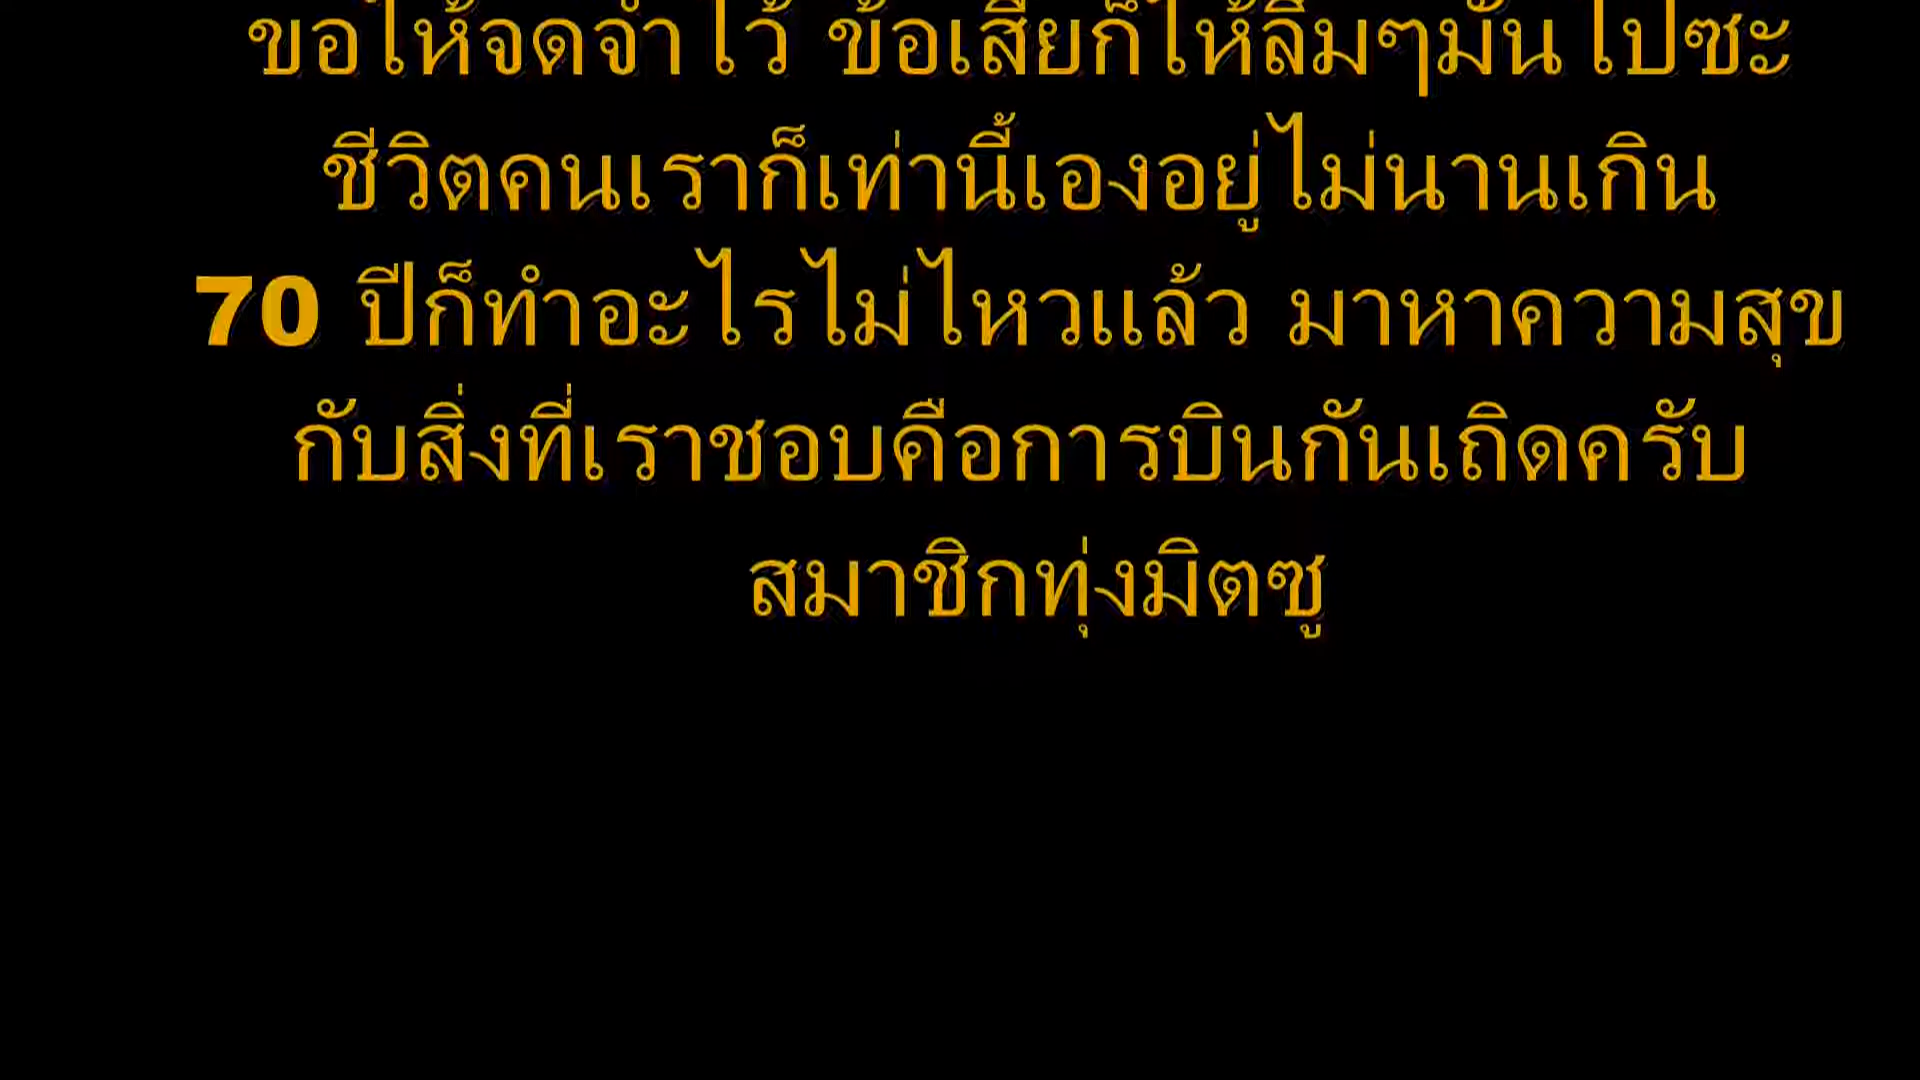 ขอให้จดจำไว้ ข้อเสียก็ให้ลืมๆมันไปซะ
ชีวิตคนเราก็เท่านี้เองอยู่ไม่นานเกิน
70 ปีก็ทำอะไรไม่ไหวแล้ว มาหาความสุข
กับสิ่งที่เราชอบคือการบินกันเถิดครับ
สมาชิกทุ่งมิตซู